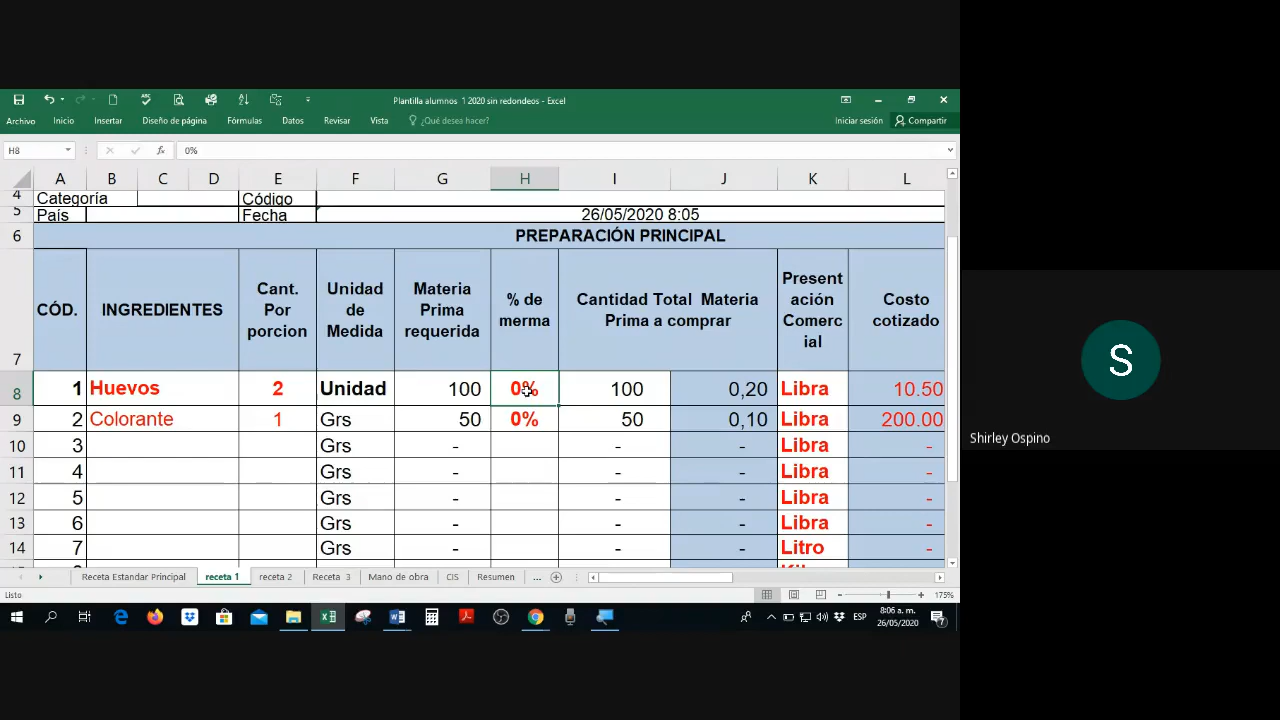 Plantilla alumnos 1 2020 sin redondeos - Excel
Archivo Inicio Insertar Diseño de página Fórmulas Datos Revisar Vista ¿Qué desea hacer? Iniciar sesión Compartir
H8 fx 0%
A B C D E F G H I J K L
4 Categoría Código
5 País Fecha 26/05/2020 8:05
6 PREPARACIÓN PRINCIPAL
7 CÓD. INGREDIENTES Cant. Por porcion Unidad de Medida Materia Prima requerida % de merma Cantidad Total Materia Prima a comprar Present ación Comerc ial Costo cotizado
8 1 Huevos 2 Unidad 100 0% 100 0,20 Libra 10.50
9 2 Colorante 1 Grs 50 0% 50 0,10 Libra 200.00
10 3 Grs - - - Libra -
11 4 Grs - - - Libra -
12 5 Grs - - - Libra -
13 6 Grs - - - Libra -
14 7 Grs - - - Litro -
Receta Estandar Principal receta 1 receta 2 Receta 3 Mano de obra CIS Resumen ...
Listo 175%
ESP 8:06 a. m.
26/05/2020 7
S
Shirley Ospino